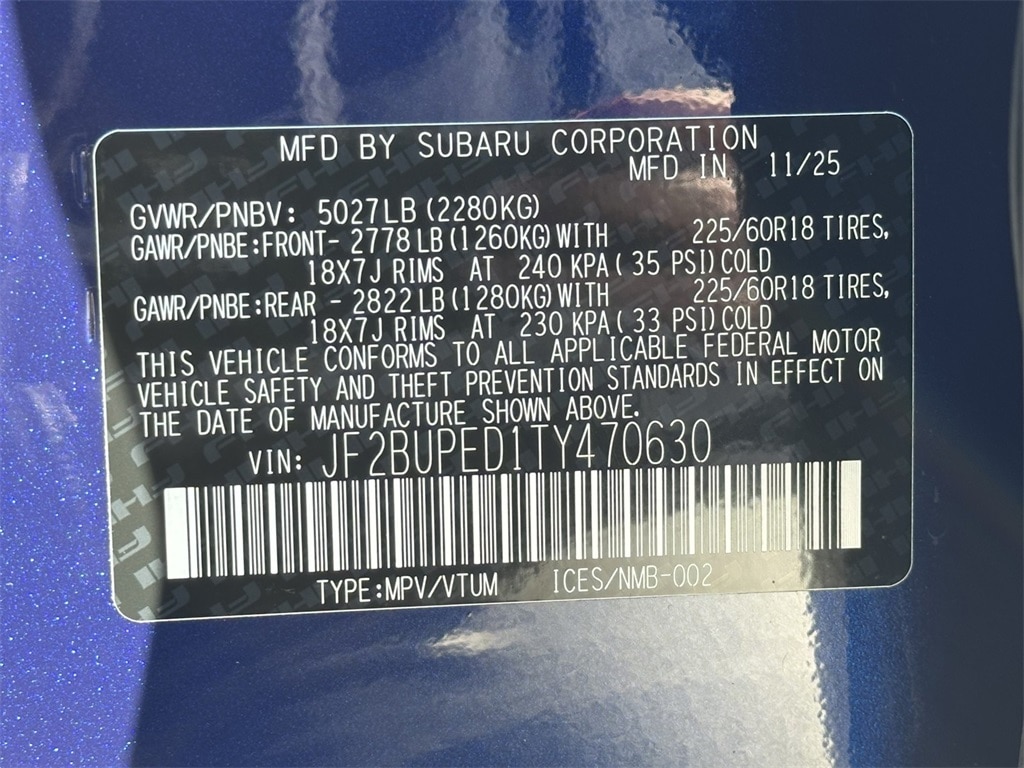 MFD BY SUBARU CORPORATION
MFD IN 11/25
GVWR/PNBV: 5027LB (2280KG)
GAWR/PNBE:FRONT- 2778 LB (1260KG) WITH 225/60R18 TIRES,
18X7J RIMS AT 240 KPA ( 35 PSI) COLD
GAWR/PNBE:REAR - 2822 LB (1280KG) WITH 225/60R18 TIRES,
18X7J RIMS AT 230 KPA ( 33 PSI) COLD
THIS VEHICLE CONFORMS TO ALL APPLICABLE FEDERAL MOTOR
VEHICLE SAFETY AND THEFT PREVENTION STANDARDS IN EFFECT ON
THE DATE OF MANUFACTURE SHOWN ABOVE.
VIN: JF2BUPED1TY470630
TYPE:MPV/VTUM ICES/NMB-002